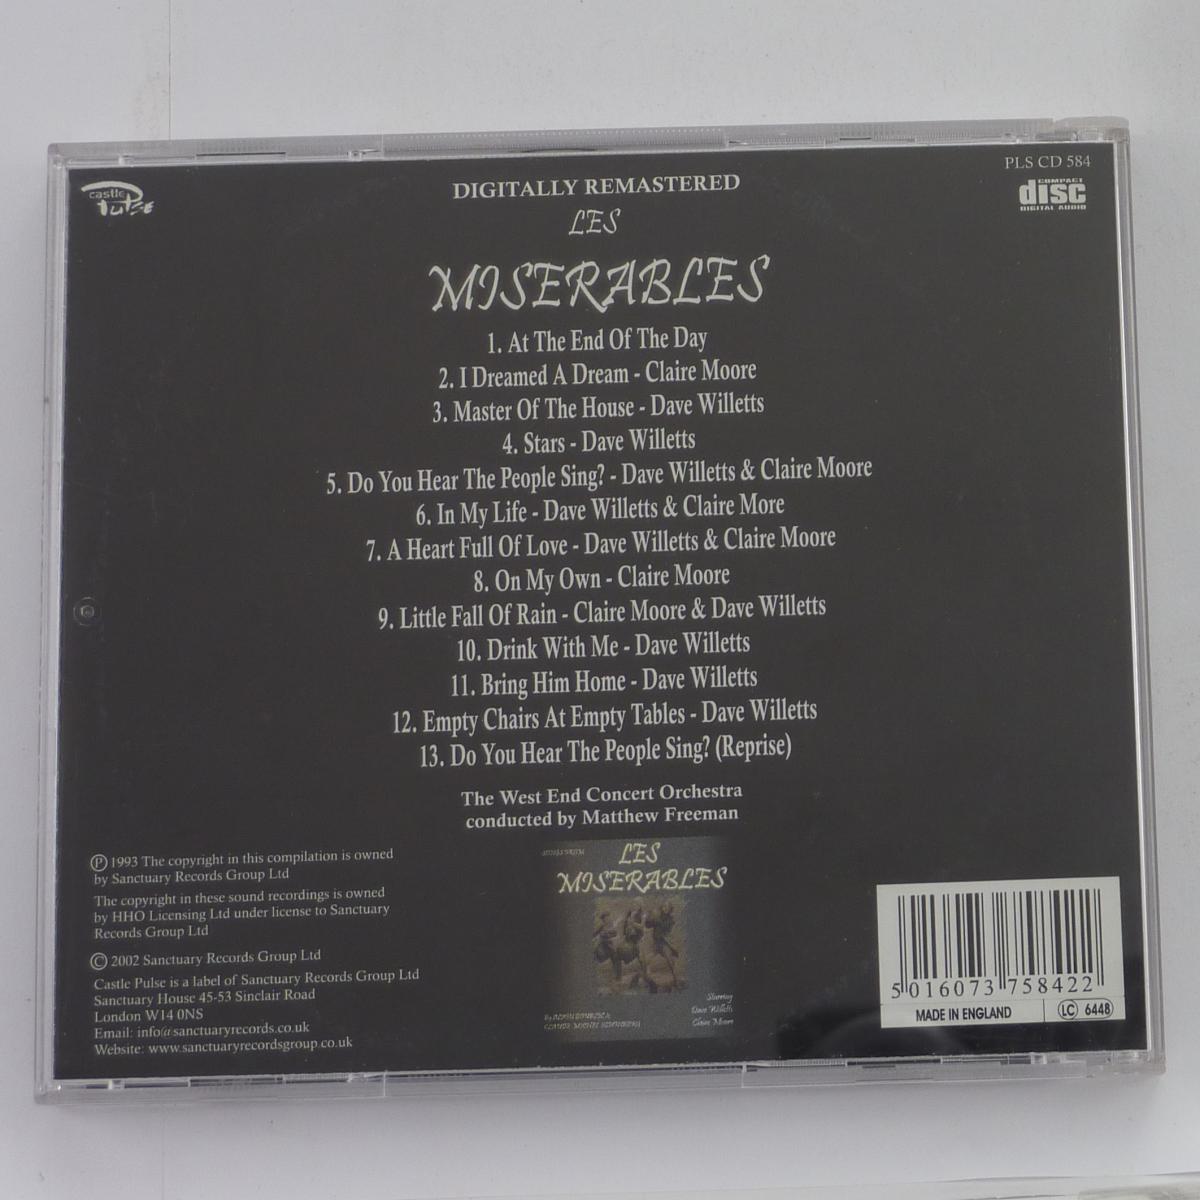 castle
Pulse
DIGITALLY REMASTERED
PLS CD 584
COMPACT
disc
DIGITAL AUDIO
LES
MISERABLES
1. At The End Of The Day
2. I Dreamed A Dream - Claire Moore
3. Master Of The House - Dave Willetts
4. Stars - Dave Willetts
5. Do You Hear The People Sing? - Dave Willetts & Claire Moore
6. In My Life - Dave Willetts & Claire More
7. A Heart Full Of Love - Dave Willetts & Claire Moore
8. On My Own - Claire Moore
9. Little Fall Of Rain - Claire Moore & Dave Willetts
10. Drink With Me - Dave Willetts
11. Bring Him Home - Dave Willetts
12. Empty Chairs At Empty Tables - Dave Willetts
13. Do You Hear The People Sing? (Reprise)
The West End Concert Orchestra
conducted by Matthew Freeman
Ⓟ 1993 The copyright in this compilation is owned
by Sanctuary Records Group Ltd
The copyright in these sound recordings is owned
by HHO Licensing Ltd under license to Sanctuary
Records Group Ltd
© 2002 Sanctuary Records Group Ltd
Castle Pulse is a label of Sanctuary Records Group Ltd
Sanctuary House 45-53 Sinclair Road
London W14 0NS
Email: info@sanctuaryrecords.co.uk
Website: www.sanctuaryrecordsgroup.co.uk
LES
MISERABLES
Starring
Dave Willetts
Claire Moore
5 016073 758422
MADE IN ENGLAND
LC 6448